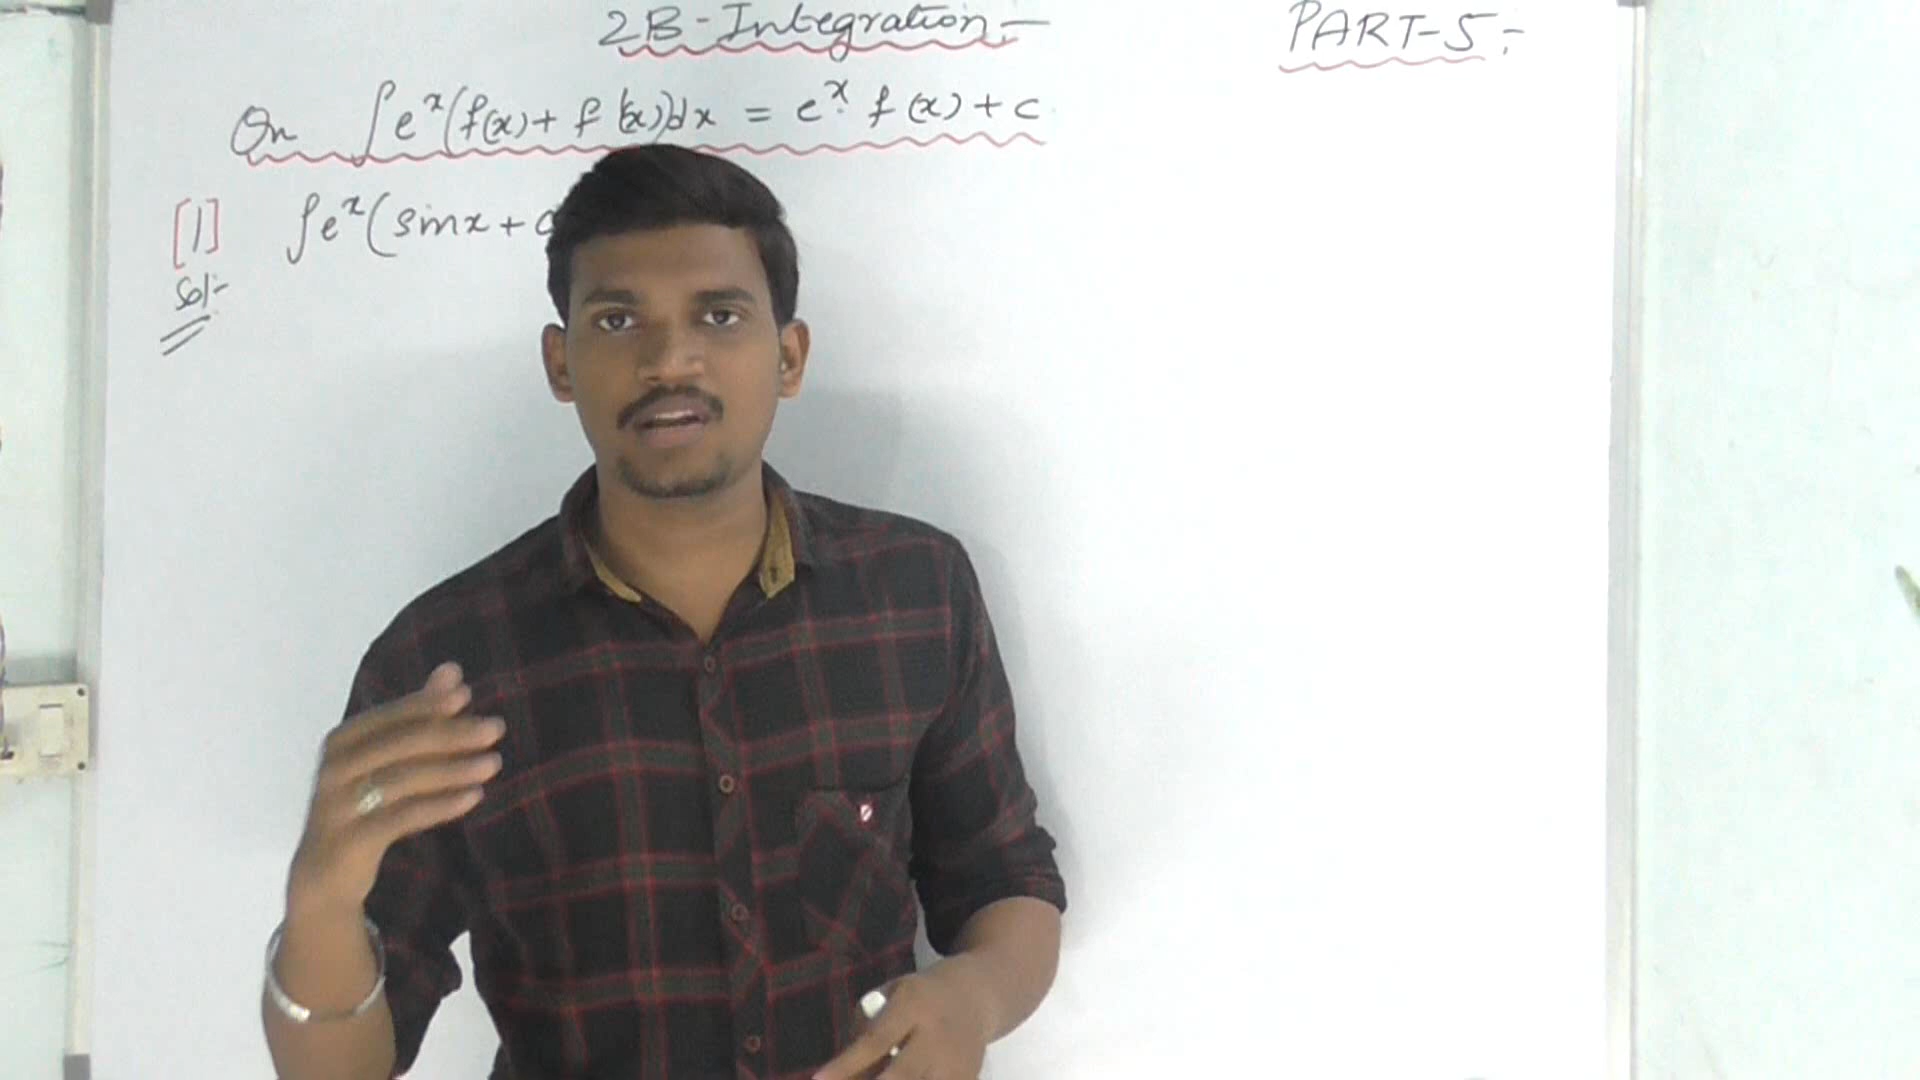 2B-Integration:-
PART-5:-
On ∫e^x(f(x)+f'(x))dx = e^x f(x)+c
[1] ∫e^x(sinx+
Sol:-